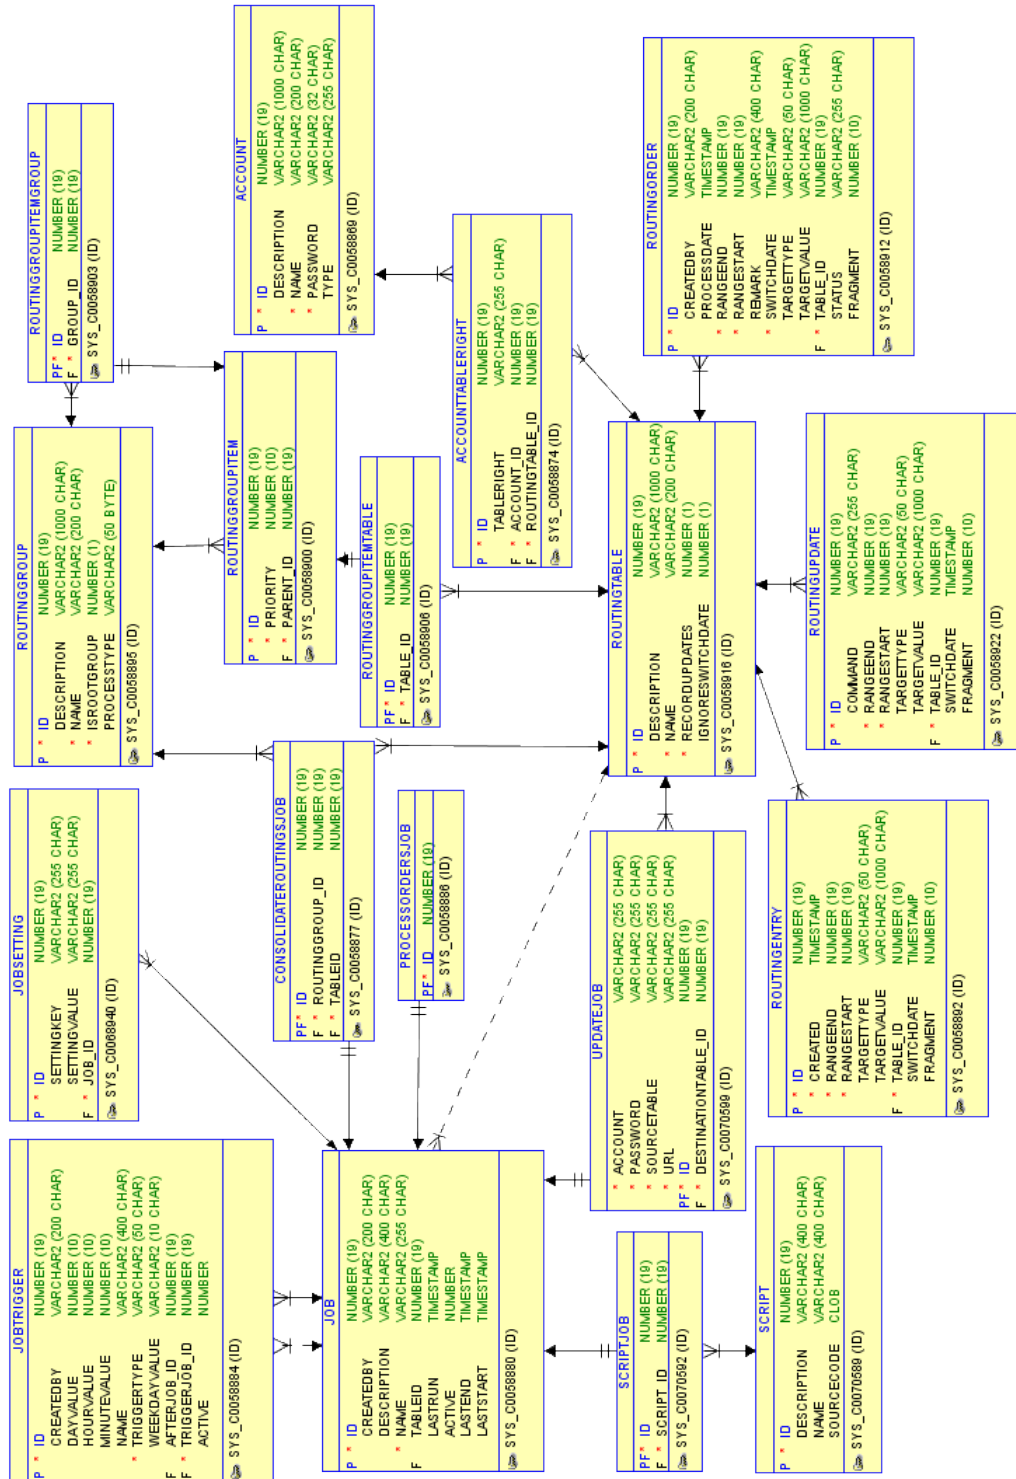 JOBTRIGGER
P * ID NUMBER (19)
CREATEDBY VARCHAR2 (200 CHAR)
DAYVALUE NUMBER (10)
HOURVALUE NUMBER (10)
MINUTEVALUE NUMBER (10)
NAME VARCHAR2 (400 CHAR)
* TRIGGERTYPE VARCHAR2 (50 CHAR)
WEEKDAYVALUE VARCHAR2 (10 CHAR)
F AFTERJOB_ID NUMBER (19)
F * TRIGGERJOB_ID NUMBER (19)
ACTIVE NUMBER
SYS_C0058884 (ID)
JOBSETTING
P * ID NUMBER (19)
SETTINGKEY VARCHAR2 (255 CHAR)
SETTINGVALUE VARCHAR2 (255 CHAR)
F * JOB_ID NUMBER (19)
SYS_C0068940 (ID)
ROUTINGGROUP
P * ID NUMBER (19)
DESCRIPTION VARCHAR2 (1000 CHAR)
* NAME VARCHAR2 (200 CHAR)
* ISROOTGROUP NUMBER (1)
PROCESSTYPE VARCHAR2 (50 BYTE)
SYS_C0058895 (ID)
ROUTINGGROUPITEMGROUP
PF * ID NUMBER (19)
F * GROUP_ID NUMBER (19)
SYS_C0058903 (ID)
ACCOUNT
P * ID NUMBER (19)
DESCRIPTION VARCHAR2 (1000 CHAR)
* NAME VARCHAR2 (200 CHAR)
* PASSWORD VARCHAR2 (32 CHAR)
TYPE VARCHAR2 (255 CHAR)
SYS_C0058869 (ID)
ROUTINGGROUPITEM
P * ID NUMBER (19)
* PRIORITY NUMBER (10)
F * PARENT_ID NUMBER (19)
SYS_C0058900 (ID)
CONSOLIDATEROUTINGSJOB
PF * ID NUMBER (19)
F * ROUTINGGROUP_ID NUMBER (19)
F * TABLEID NUMBER (19)
SYS_C0058877 (ID)
ROUTINGGROUPITEMTABLE
PF * ID NUMBER (19)
F * TABLE_ID NUMBER (19)
SYS_C0058906 (ID)
PROCESSORDERSJOB
PF * ID NUMBER (19)
SYS_C0058886 (ID)
ACCOUNTTABLERIGHT
P * ID NUMBER (19)
TABLERIGHT VARCHAR2 (255 CHAR)
F * ACCOUNT_ID NUMBER (19)
F * ROUTINGTABLE_ID NUMBER (19)
SYS_C0058874 (ID)
JOB
P * ID NUMBER (19)
CREATEDBY VARCHAR2 (200 CHAR)
DESCRIPTION VARCHAR2 (400 CHAR)
* NAME VARCHAR2 (255 CHAR)
F TABLEID NUMBER (19)
LASTRUN TIMESTAMP
ACTIVE NUMBER
LASTEND TIMESTAMP
LASTSTART TIMESTAMP
SYS_C0058880 (ID)
UPDATEJOB
* ACCOUNT VARCHAR2 (255 CHAR)
* PASSWORD VARCHAR2 (255 CHAR)
* SOURCETABLE VARCHAR2 (255 CHAR)
* URL VARCHAR2 (255 CHAR)
PF * ID NUMBER (19)
F * DESTINATIONTABLE_ID NUMBER (19)
SYS_C0070599 (ID)
ROUTINGTABLE
P * ID NUMBER (19)
DESCRIPTION VARCHAR2 (1000 CHAR)
* NAME VARCHAR2 (200 CHAR)
* RECORDUPDATES NUMBER (1)
IGNORESWITCHDATE NUMBER (1)
SYS_C0058916 (ID)
ROUTINGORDER
P * ID NUMBER (19)
CREATEDBY VARCHAR2 (200 CHAR)
PROCESSDATE TIMESTAMP
* RANGEEND NUMBER (19)
* RANGESTART NUMBER (19)
REMARK VARCHAR2 (400 CHAR)
* SWITCHDATE TIMESTAMP
TARGETTYPE VARCHAR2 (50 CHAR)
TARGETVALUE VARCHAR2 (1000 CHAR)
F * TABLE_ID NUMBER (19)
STATUS VARCHAR2 (255 CHAR)
FRAGMENT NUMBER (10)
SYS_C0058912 (ID)
SCRIPTJOB
PF * ID NUMBER (19)
F * SCRIPT_ID NUMBER (19)
SYS_C0070592 (ID)
SCRIPT
P * ID NUMBER (19)
DESCRIPTION VARCHAR2 (400 CHAR)
NAME VARCHAR2 (400 CHAR)
SOURCECODE CLOB
SYS_C0070589 (ID)
ROUTINGENTRY
P * ID NUMBER (19)
* CREATED TIMESTAMP
* RANGEEND NUMBER (19)
* RANGESTART NUMBER (19)
TARGETTYPE VARCHAR2 (50 CHAR)
TARGETVALUE VARCHAR2 (1000 CHAR)
F * TABLE_ID NUMBER (19)
SWITCHDATE TIMESTAMP
FRAGMENT NUMBER (10)
SYS_C0058892 (ID)
ROUTINGUPDATE
P * ID NUMBER (19)
* COMMAND VARCHAR2 (255 CHAR)
* RANGEEND NUMBER (19)
* RANGESTART NUMBER (19)
TARGETTYPE VARCHAR2 (50 CHAR)
TARGETVALUE VARCHAR2 (1000 CHAR)
F * TABLE_ID NUMBER (19)
SWITCHDATE TIMESTAMP
FRAGMENT NUMBER (10)
SYS_C0058922 (ID)